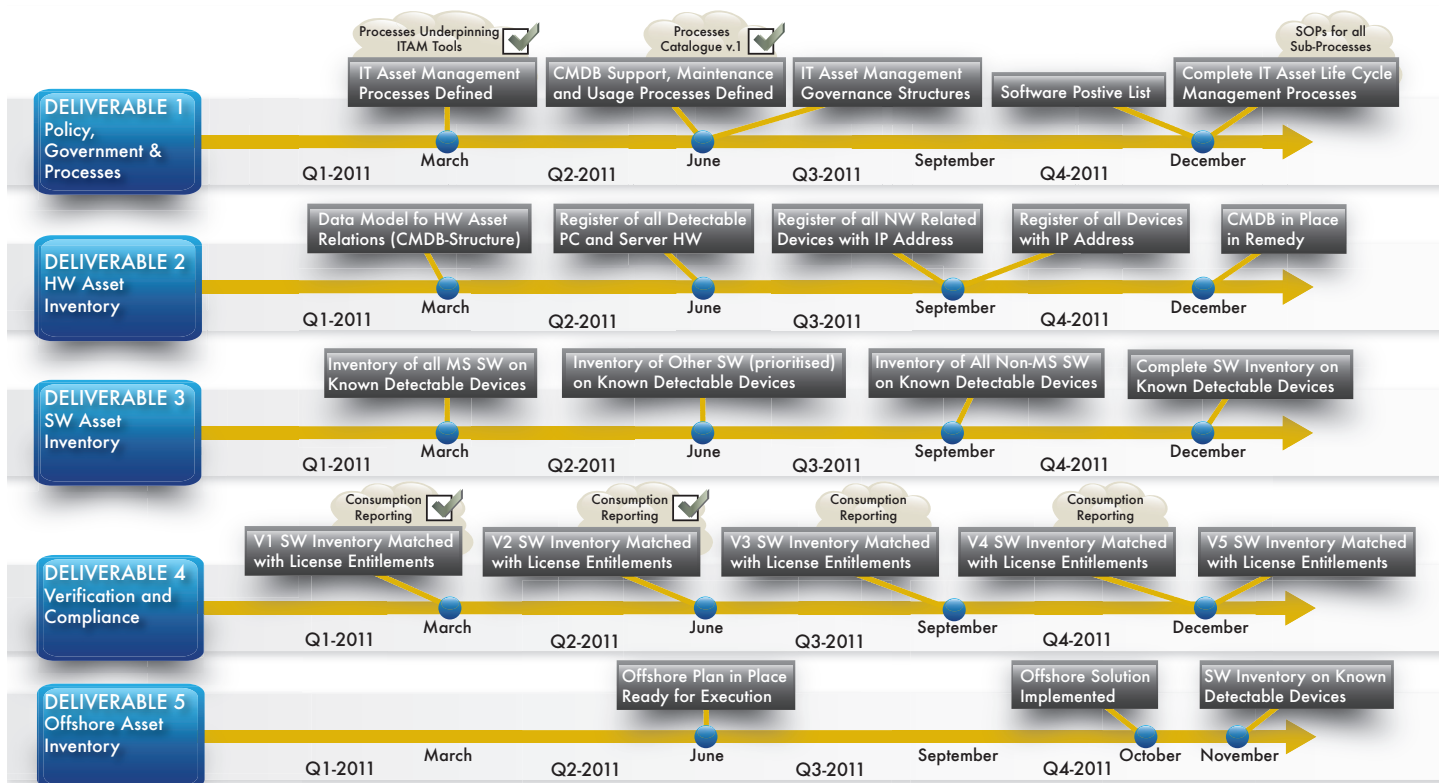 Processes Underpinning
ITAM Tools
Processes
Catalogue v.1
SOPs for all
Sub-Processes
IT Asset Management
Processes Defined
CMDB Support, Maintenance
and Usage Processes Defined
IT Asset Management
Governance Structures
Software Postive List
Complete IT Asset Life Cycle
Management Processes
DELIVERABLE 1
Policy,
Government &
Processes
March
June
September
December
Q1-2011
Q2-2011
Q3-2011
Q4-2011
Data Model fo HW Asset
Relations (CMDB-Structure)
Register of all Detectable
PC and Server HW
Register of all NW Related
Devices with IP Address
Register of all Devices
with IP Address
CMDB in Place
in Remedy
DELIVERABLE 2
HW Asset
Inventory
March
June
September
December
Q1-2011
Q2-2011
Q3-2011
Q4-2011
Inventory of all MS SW on
Known Detectable Devices
Inventory of Other SW (prioritised)
on Known Detectable Devices
Inventory of All Non-MS SW
on Known Detectable Devices
Complete SW Inventory on
Known Detectable Devices
DELIVERABLE 3
SW Asset
Inventory
March
June
September
December
Q1-2011
Q2-2011
Q3-2011
Q4-2011
Consumption
Reporting
Consumption
Reporting
Consumption
Reporting
Consumption
Reporting
V1 SW Inventory Matched
with License Entitlements
V2 SW Inventory Matched
with License Entitlements
V3 SW Inventory Matched
with License Entitlements
V4 SW Inventory Matched
with License Entitlements
V5 SW Inventory Matched
with License Entitlements
DELIVERABLE 4
Verification and
Compliance
March
June
September
December
Q1-2011
Q2-2011
Q3-2011
Q4-2011
Offshore Plan in Place
Ready for Execution
Offshore Solution
Implemented
SW Inventory on Known
Detectable Devices
DELIVERABLE 5
Offshore Asset
Inventory
March
June
September
October
November
Q1-2011
Q2-2011
Q3-2011
Q4-2011